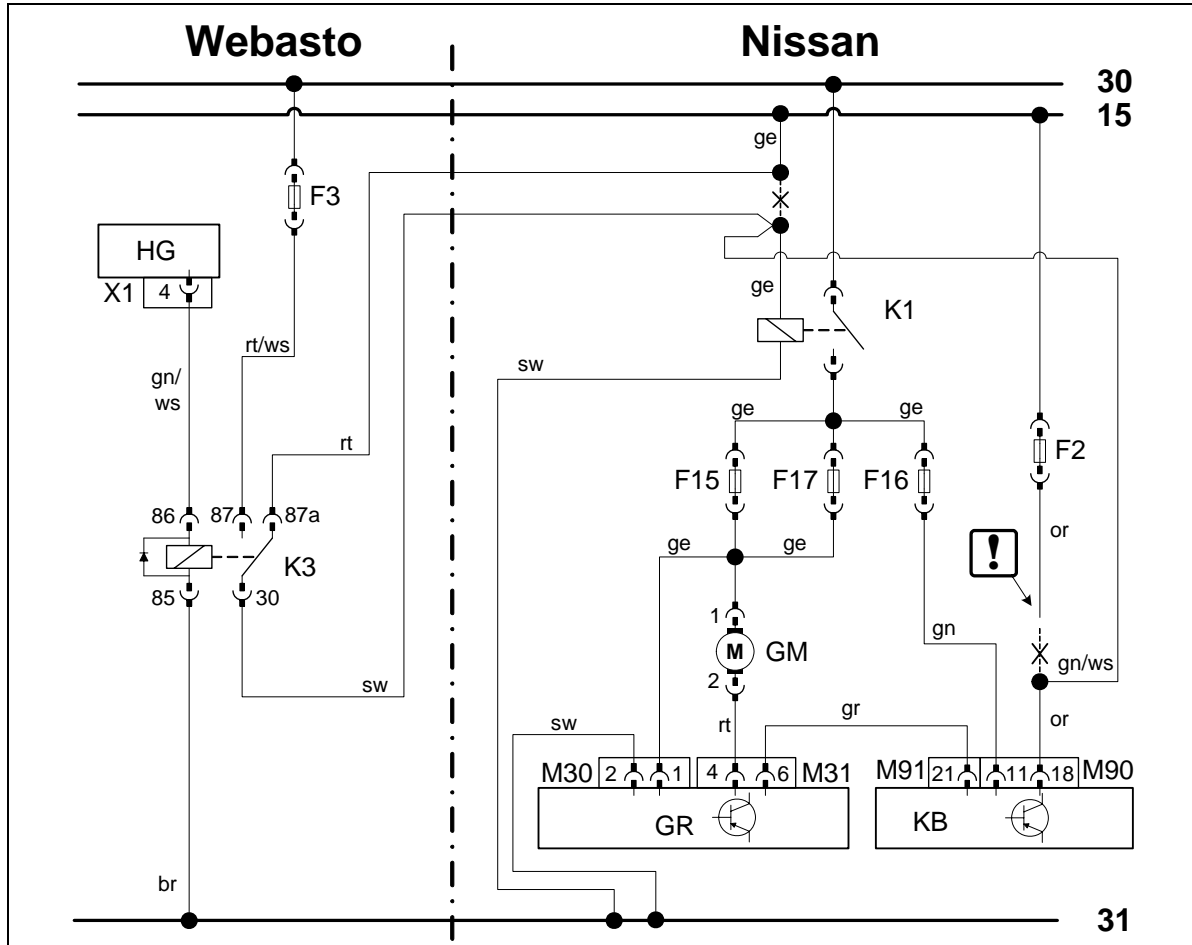 Webasto
Nissan
30
15
ge
F3
HG
X1
4
ge
K1
rt/ws
gn/
ws
sw
rt
ge
ge
F15
F17
F16
F2
86
87
87a
K3
85
30
ge
ge
or
!
1
M
GM
2
gn
gn/ws
sw
sw
rt
gr
or
M30
2
1
4
6
M31
M91
21
11
18
M90
GR
KB
br
31